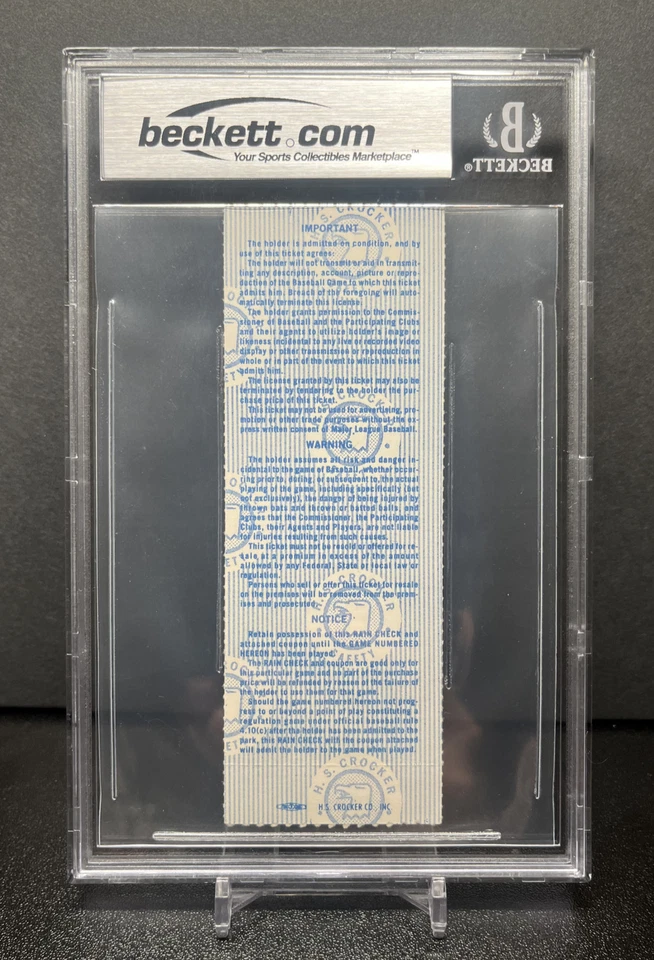 beckett.com
Your Sports Collectibles Marketplace™
B
BECKETT®
IMPORTANT
The holder is admitted on condition, and by
use of this ticket agrees:
The holder will not transmit or aid in transmit-
ting any description, account, picture or repro-
duction of the Baseball Game to which this ticket
admits him. Breach of the foregoing will auto-
matically terminate this license.
The holder grants permission to the Commis-
sioner of Baseball and the Participating Clubs
and their agents to utilize holder's image or
likeness incidental to any live or recorded video
display or other transmission or reproduction in
whole or in part of the event to which this ticket
admits him.
The license granted by this ticket may also be
terminated by tendering to the holder the pur-
chase price of this ticket.
This ticket may not be used for advertising, pro-
motion or other trade purposes without the ex-
press written consent of Major League Baseball.
WARNING
The holder assumes all risk and danger in-
cidental to the game of Baseball, whether occur-
ring prior to, during, or subsequent to, the actual
playing of the game, including specifically (but
not exclusively), the danger of being injured by
thrown bats and thrown or batted balls, and
agrees that the Commissioner, the Participating
Clubs, their Agents and Players, are not liable
for injuries resulting from such causes.
This ticket must not be resold or offered for re-
sale at a premium in excess of the amount
allowed by any Federal, State or local law or
regulation.
Persons who sell or offer this ticket for resale
on the premises will be removed from the prem-
ises and prosecuted.
NOTICE
Retain possession of this RAIN CHECK and
attached coupon until the GAME NUMBERED
HEREON has been played.
The RAIN CHECK and coupon are good only for
this particular game and no part of the purchase
price will be refunded by reason of the failure of
the holder to use them for that game.
Should the game numbered hereon not prog-
ress to or beyond a point of play constituting a
regulation game under official baseball rule
4.10(c) after the holder has been admitted to the
park, this RAIN CHECK with the coupon attached
will admit the holder to the game when played.
H.S. CROCKER CO., INC.
H. S. CROCKER
SAFETY